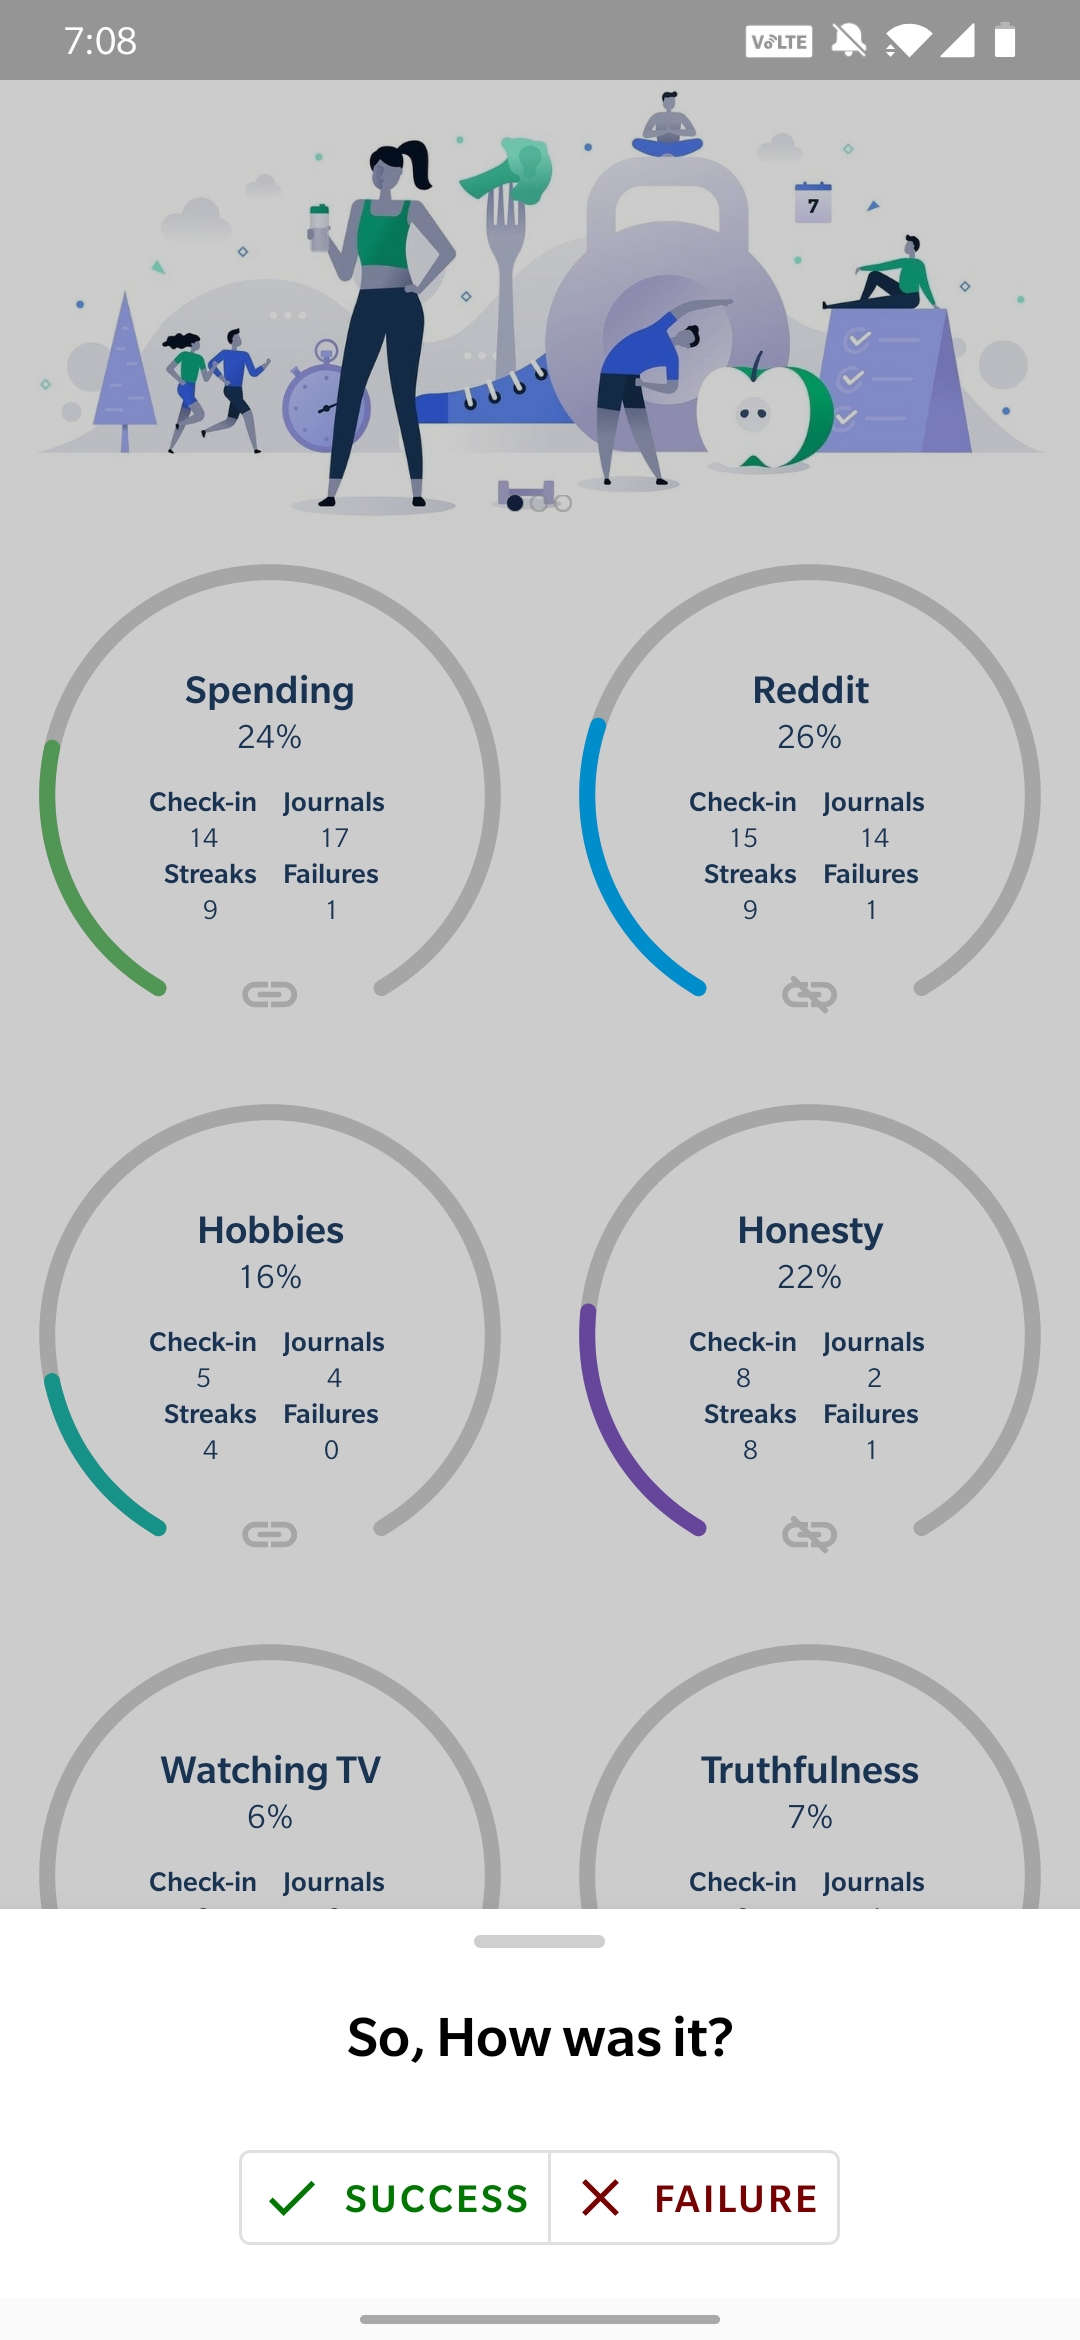 7:08
VoLTE
7
Spending
24%
Check-in Journals
14 17
Streaks Failures
9 1
Reddit
26%
Check-in Journals
15 14
Streaks Failures
9 1
Hobbies
16%
Check-in Journals
5 4
Streaks Failures
4 0
Honesty
22%
Check-in Journals
8 2
Streaks Failures
8 1
Watching TV
6%
Check-in Journals
Truthfulness
7%
Check-in Journals
So, How was it?
SUCCESS FAILURE